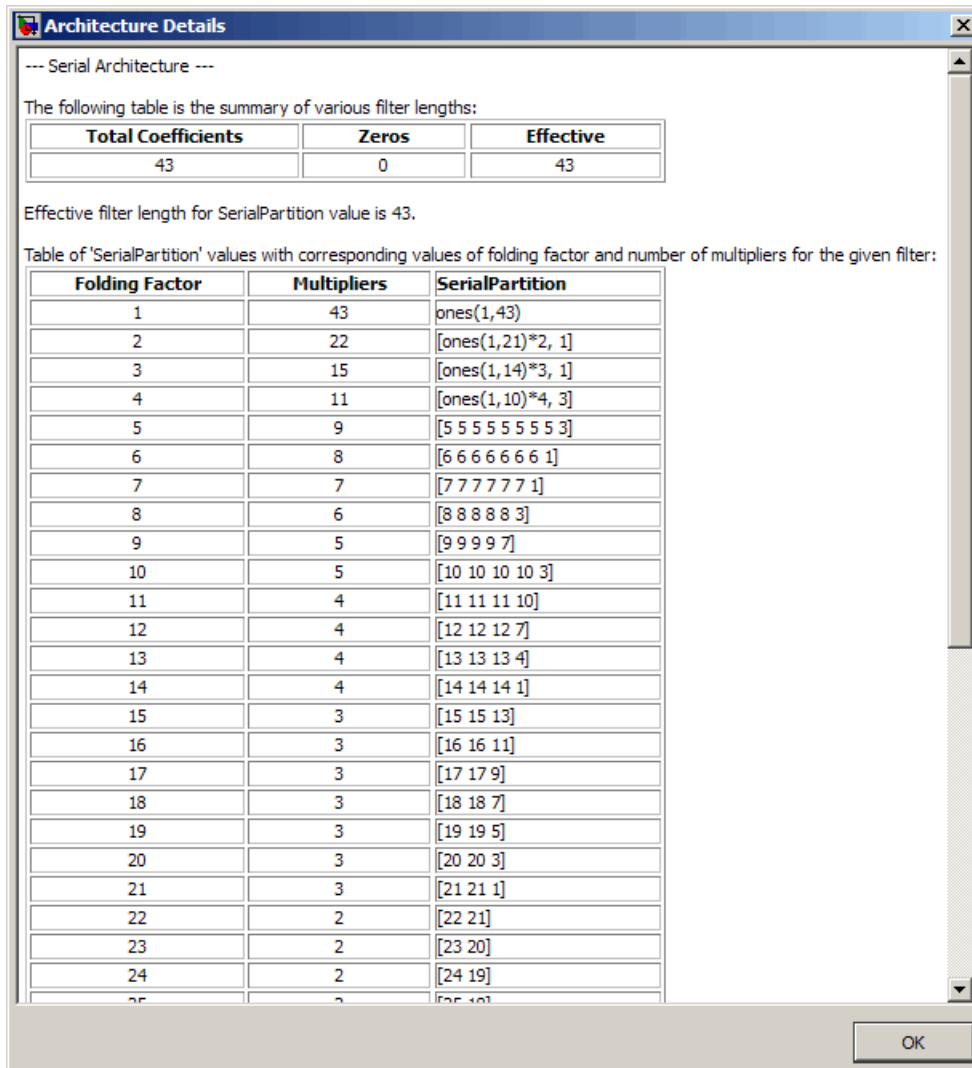 Architecture Details
--- Serial Architecture ---
The following table is the summary of various filter lengths:
Total Coefficients Zeros Effective
43 0 43
Effective filter length for SerialPartition value is 43.
Table of 'SerialPartition' values with corresponding values of folding factor and number of multipliers for the given filter:
Folding Factor Multipliers SerialPartition
1 43 ones(1,43)
2 22 [ones(1,21)*2, 1]
3 15 [ones(1,14)*3, 1]
4 11 [ones(1,10)*4, 3]
5 9 [5 5 5 5 5 5 5 5 3]
6 8 [6 6 6 6 6 6 6 1]
7 7 [7 7 7 7 7 7 1]
8 6 [8 8 8 8 8 3]
9 5 [9 9 9 9 7]
10 5 [10 10 10 10 3]
11 4 [11 11 11 10]
12 4 [12 12 12 7]
13 4 [13 13 13 4]
14 4 [14 14 14 1]
15 3 [15 15 13]
16 3 [16 16 11]
17 3 [17 17 9]
18 3 [18 18 7]
19 3 [19 19 5]
20 3 [20 20 3]
21 3 [21 21 1]
22 2 [22 21]
23 2 [23 20]
24 2 [24 19]
OK